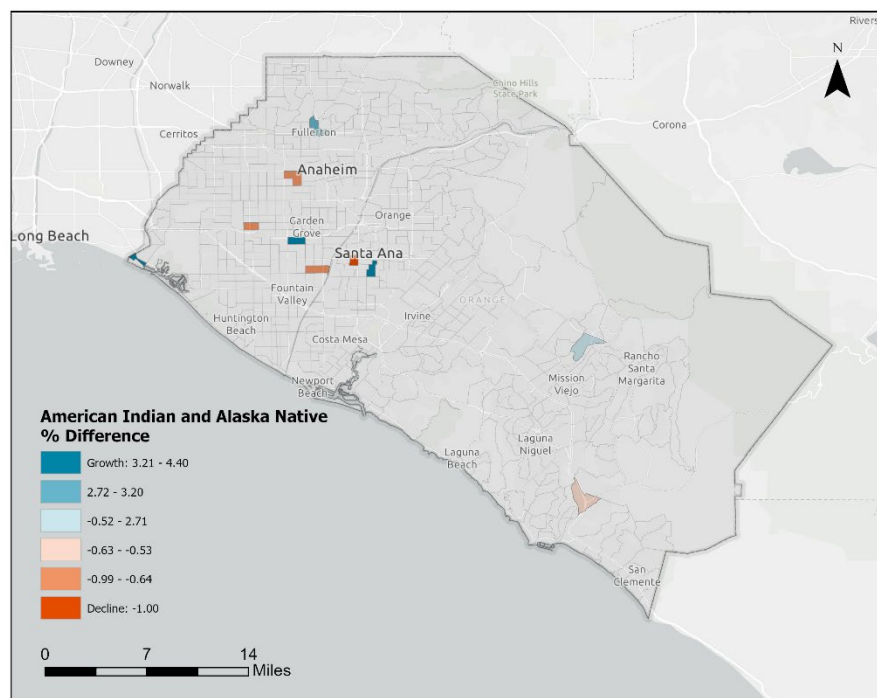 Rivers
Downey
N
Norwalk
Chino Hills
State Park
Corona
Cerritos
Fullerton
Anaheim
Garden
Grove
Orange
Long Beach
Santa Ana
Fountain
Valley
ORANGE
Huntington
Beach
Irvine
Costa Mesa
Rancho
Santa
Margarita
Mission
Viejo
Newport
Beach
American Indian and Alaska Native
% Difference
Growth: 3.21 - 4.40
2.72 - 3.20
-0.52 - 2.71
-0.63 - -0.53
-0.99 - -0.64
Decline: -1.00
Laguna
Niguel
Laguna
Beach
San
Clemente
0 7 14
Miles